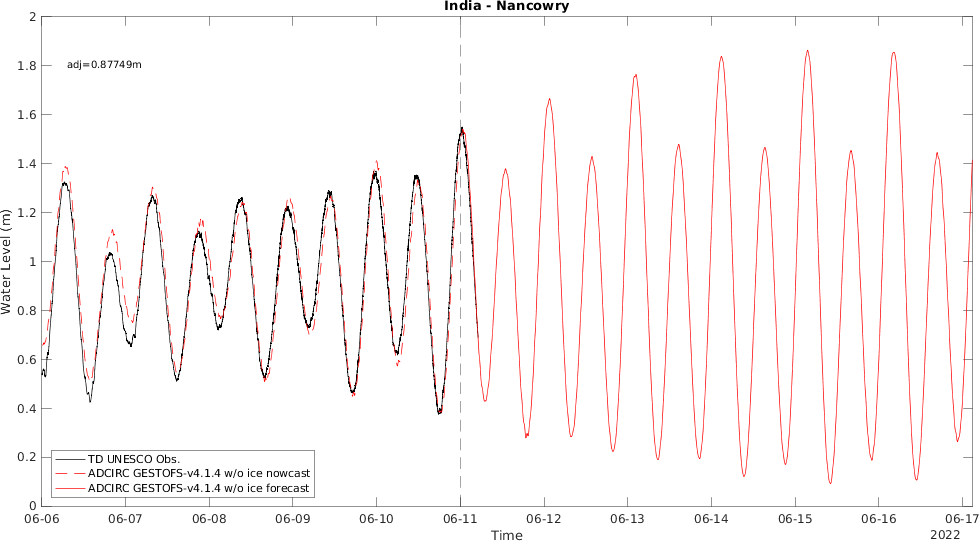 India - Nancowry
adj=0.87749m
Water Level (m)
2
1.8
1.6
1.4
1.2
1
0.8
0.6
0.4
0.2
0
TD UNESCO Obs.
ADCIRC GESTOFS-v4.1.4 w/o ice nowcast
ADCIRC GESTOFS-v4.1.4 w/o ice forecast
06-06 06-07 06-08 06-09 06-10 06-11 06-12 06-13 06-14 06-15 06-16 06-17
Time
2022